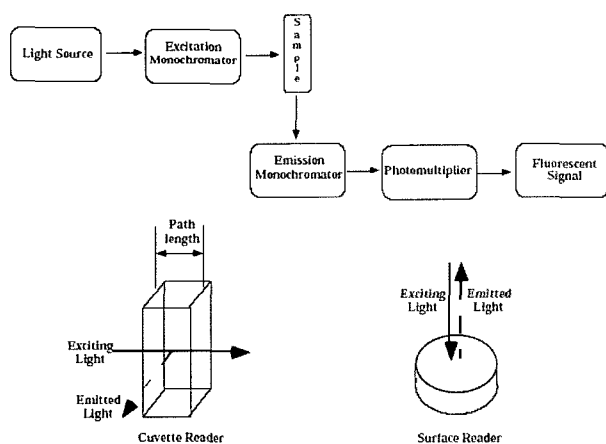 Light Source
Excitation
Monochromator
Sample
Emission
Monochromator
Photomultiplier
Fluorescent
Signal
Path
length
Exciting
Light
Emitted
Light
Cuvette Reader
Exciting
Light
Emitted
Light
Surface Reader